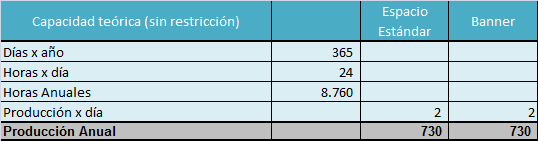 Capacidad teórica (sin restricción) Espacio Estándar Banner
Días x año 365
Horas x día 24
Horas Anuales 8.760
Producción x día 2 2
Producción Anual 730 730